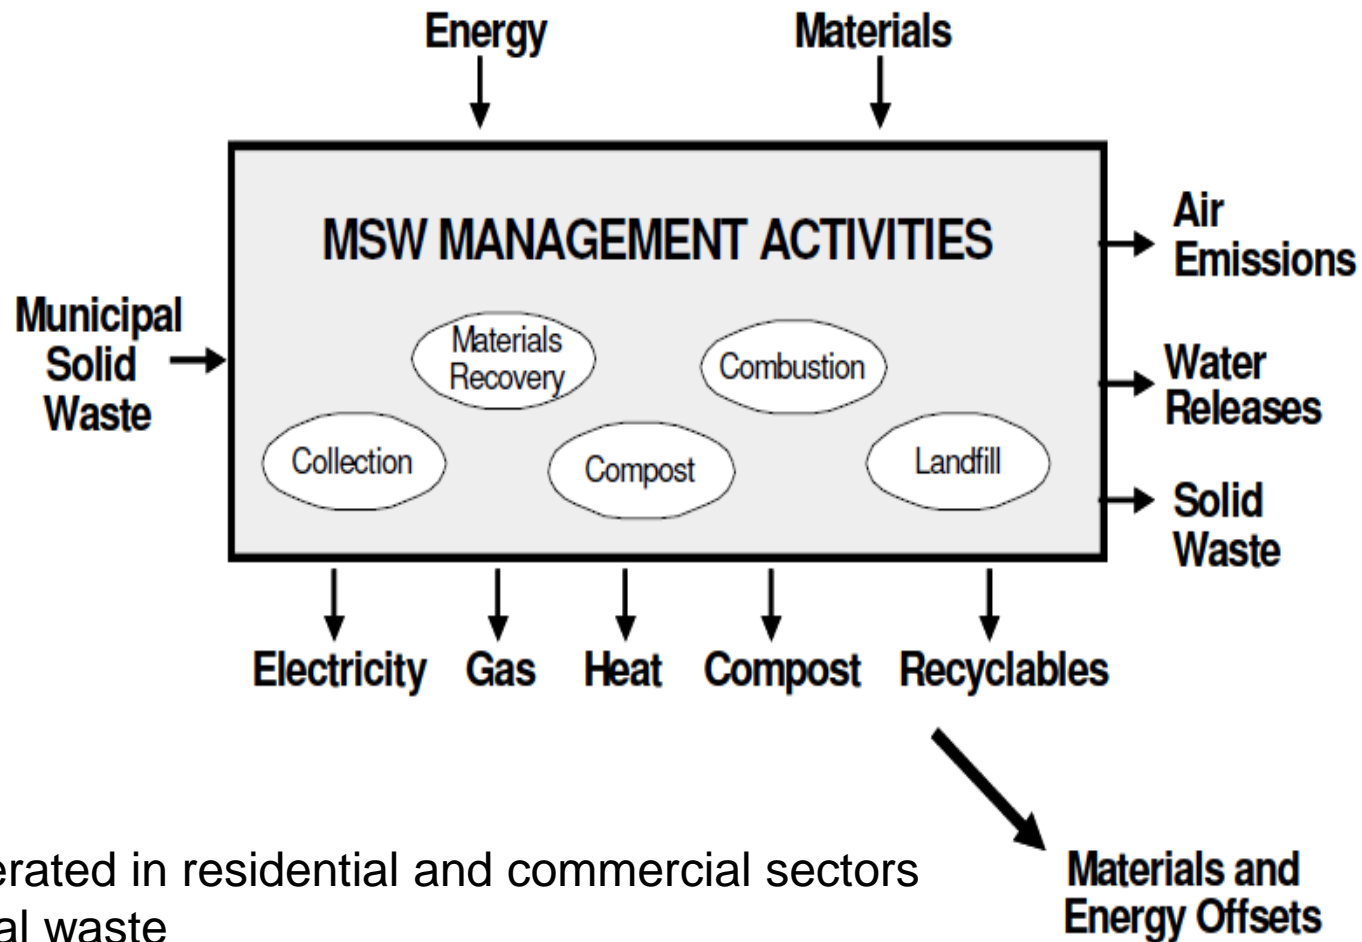 Energy
Materials
MSW MANAGEMENT ACTIVITIES
Municipal
Solid
Waste
Materials
Recovery
Combustion
Collection
Compost
Landfill
Air
Emissions
Water
Releases
Solid
Waste
Electricity
Gas
Heat
Compost
Recyclables
Materials and
Energy Offsets
erated in residential and commercial sectors
al waste